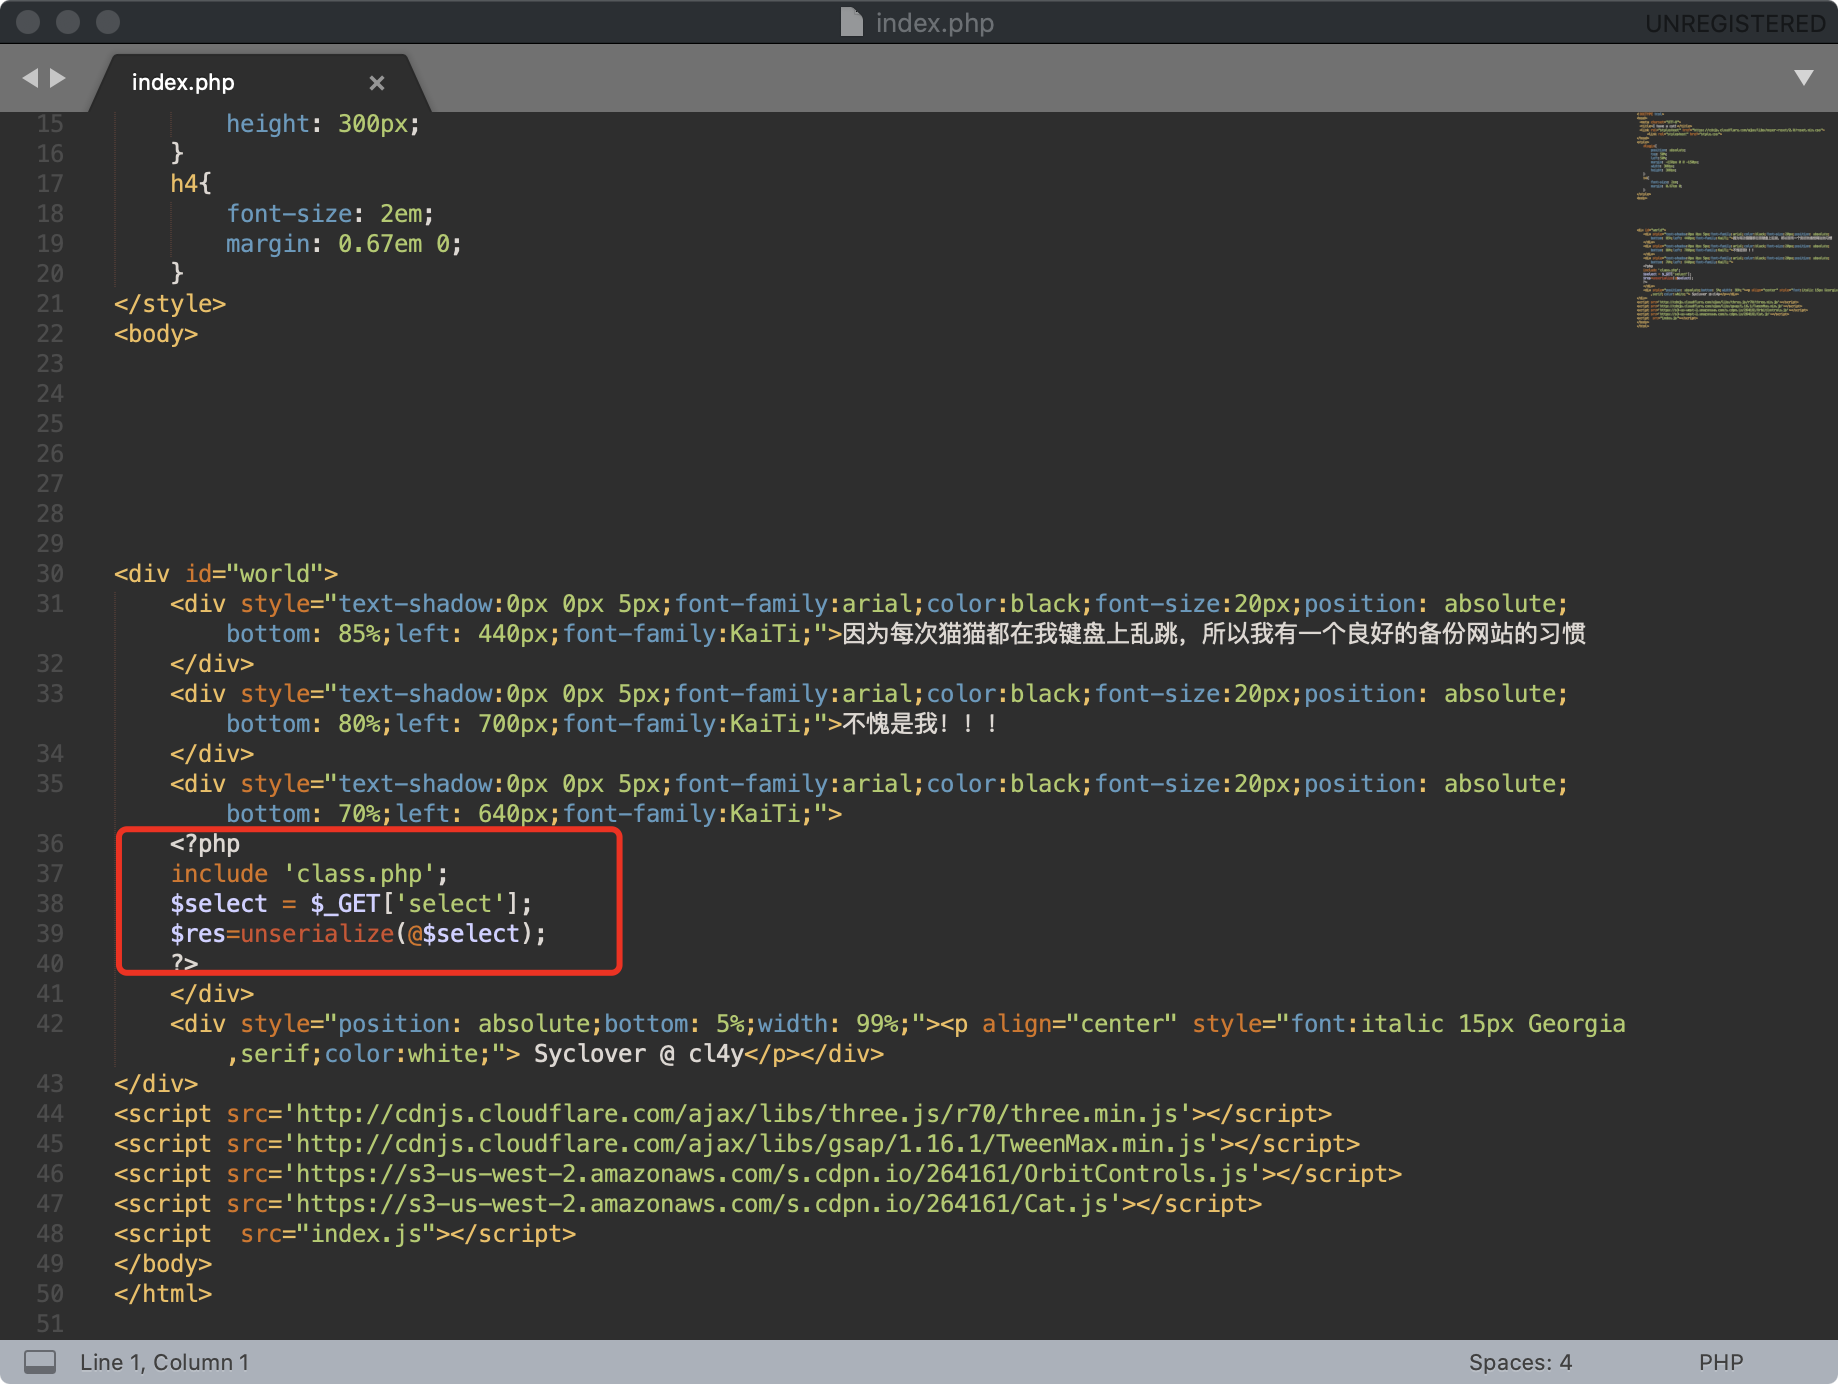 index.php
UNREGISTERED
index.php
15 height: 300px;
16 }
17 h4{
18 font-size: 2em;
19 margin: 0.67em 0;
20 }
21 </style>
22 <body>
23
24
25
26
27
28
29
30 <div id="world">
31 <div style="text-shadow:0px 0px 5px;font-family:arial;color:black;font-size:20px;position: absolute;
bottom: 85%;left: 440px;font-family:KaiTi;">因为每次猫猫都在我键盘上乱跳，所以我有一个良好的备份网站的习惯
32 </div>
33 <div style="text-shadow:0px 0px 5px;font-family:arial;color:black;font-size:20px;position: absolute;
bottom: 80%;left: 700px;font-family:KaiTi;">不愧是我！！！
34 </div>
35 <div style="text-shadow:0px 0px 5px;font-family:arial;color:black;font-size:20px;position: absolute;
bottom: 70%;left: 640px;font-family:KaiTi;">
36 <?php
37 include 'class.php';
38 $select = $_GET['select'];
39 $res=unserialize(@$select);
40 ?>
41 </div>
42 <div style="position: absolute;bottom: 5%;width: 99%;"><p align="center" style="font:italic 15px Georgia
,serif;color:white;"> Syclover @ cl4y</p></div>
43 </div>
44 <script src='http://cdnjs.cloudflare.com/ajax/libs/three.js/r70/three.min.js'></script>
45 <script src='http://cdnjs.cloudflare.com/ajax/libs/gsap/1.16.1/TweenMax.min.js'></script>
46 <script src='https://s3-us-west-2.amazonaws.com/s.cdpn.io/264161/OrbitControls.js'></script>
47 <script src='https://s3-us-west-2.amazonaws.com/s.cdpn.io/264161/Cat.js'></script>
48 <script  src="index.js"></script>
49 </body>
50 </html>
51
Line 1, Column 1
Spaces: 4
PHP